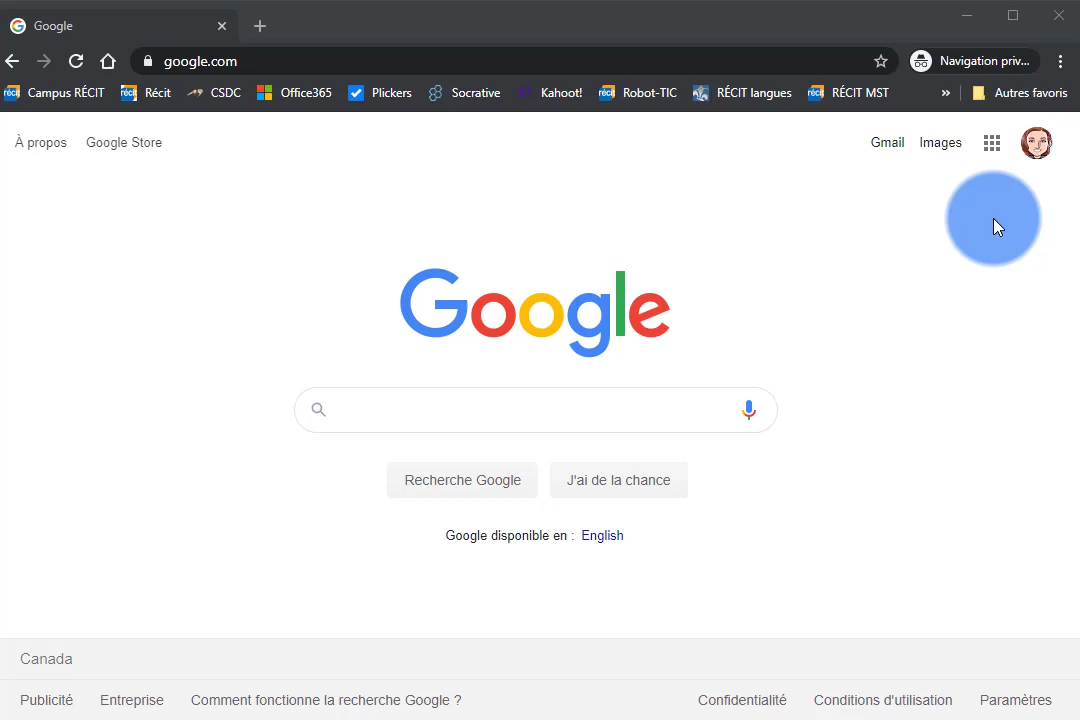 Google
google.com
Navigation priv...
Campus RÉCIT Récit CSDC Office365 Plickers Socrative Kahoot! Robot-TIC RÉCIT langues RÉCIT MST » Autres favoris
À propos Google Store Gmail Images
Google
Recherche Google J'ai de la chance
Google disponible en : English
Canada
Publicité Entreprise Comment fonctionne la recherche Google ? Confidentialité Conditions d'utilisation Paramètres